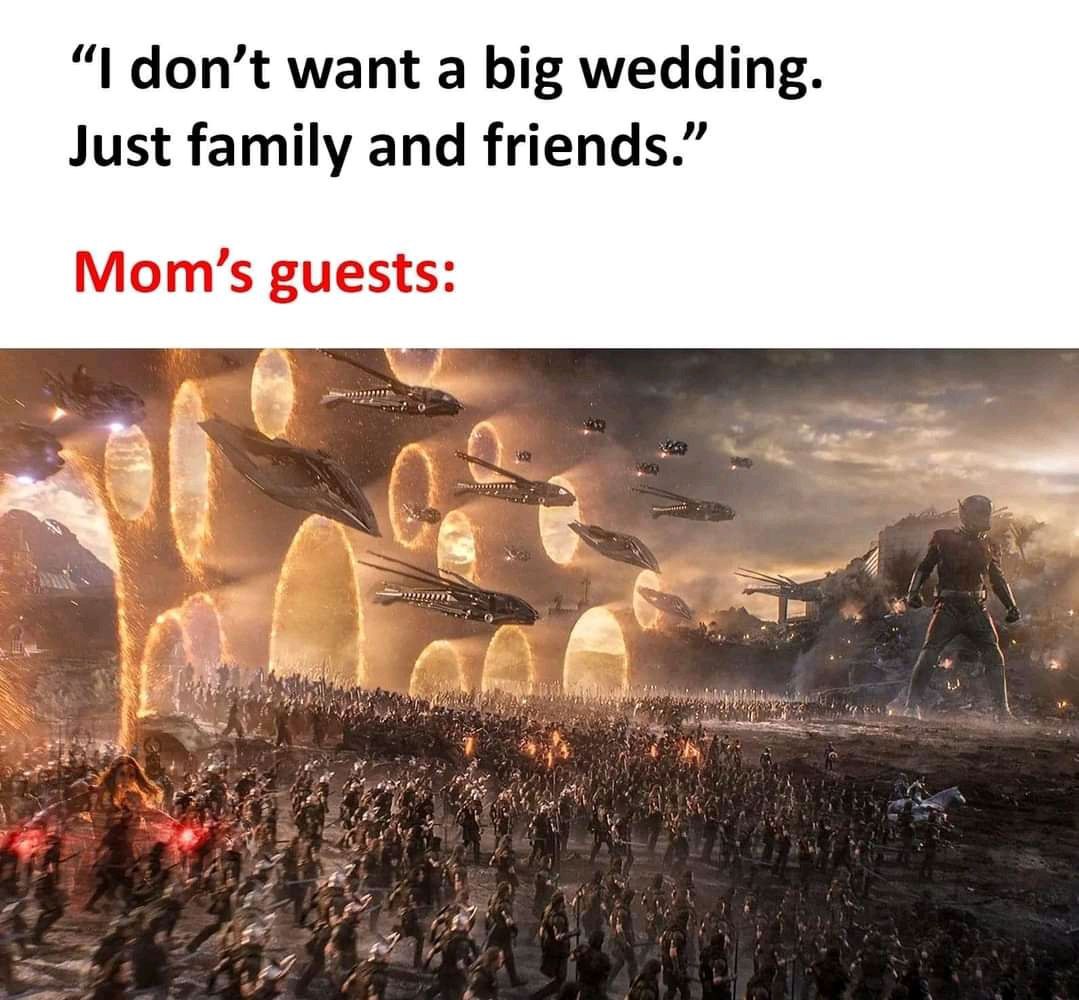 “I don’t want a big wedding.
Just family and friends.”
Mom’s guests: